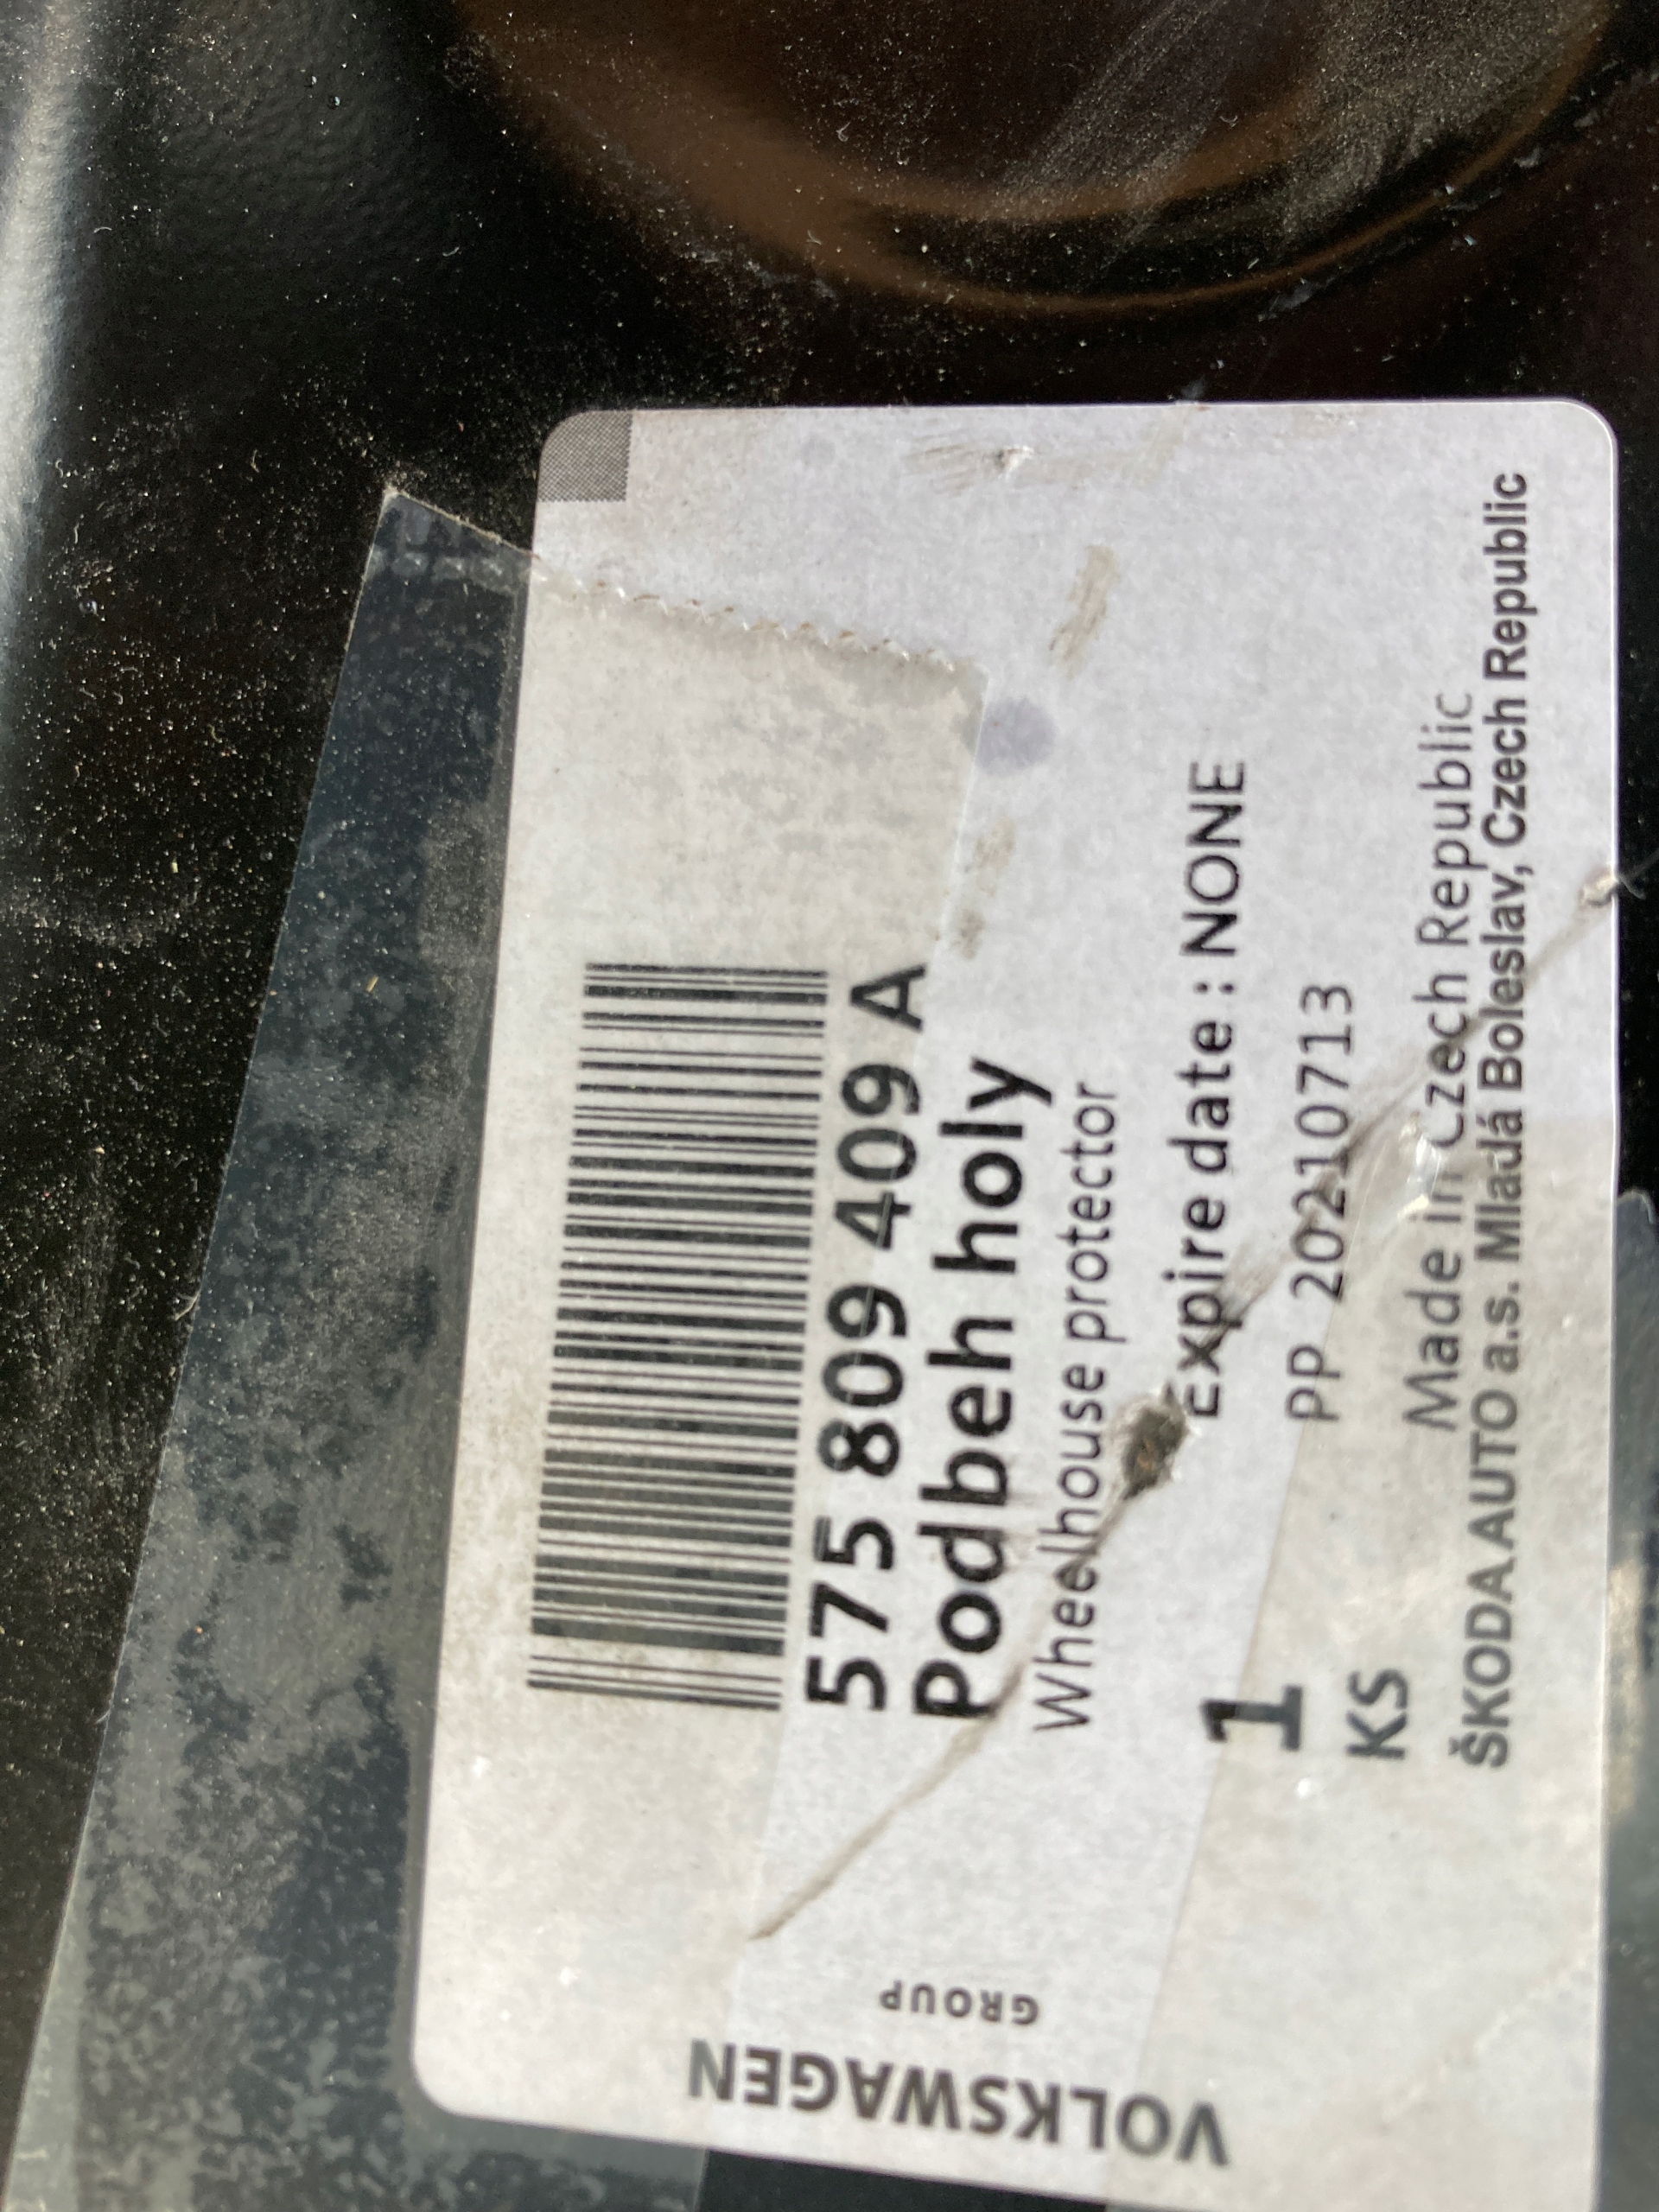 575 809 409 A
Podbeh holy
Wheelhouse protector
Expire date : NONE
1
PP 20210713
KS
Made in Czech Republic
ŠKODA AUTO a.s. Mladá Boleslav, Czech Republic
VOLKSWAGEN
GROUP